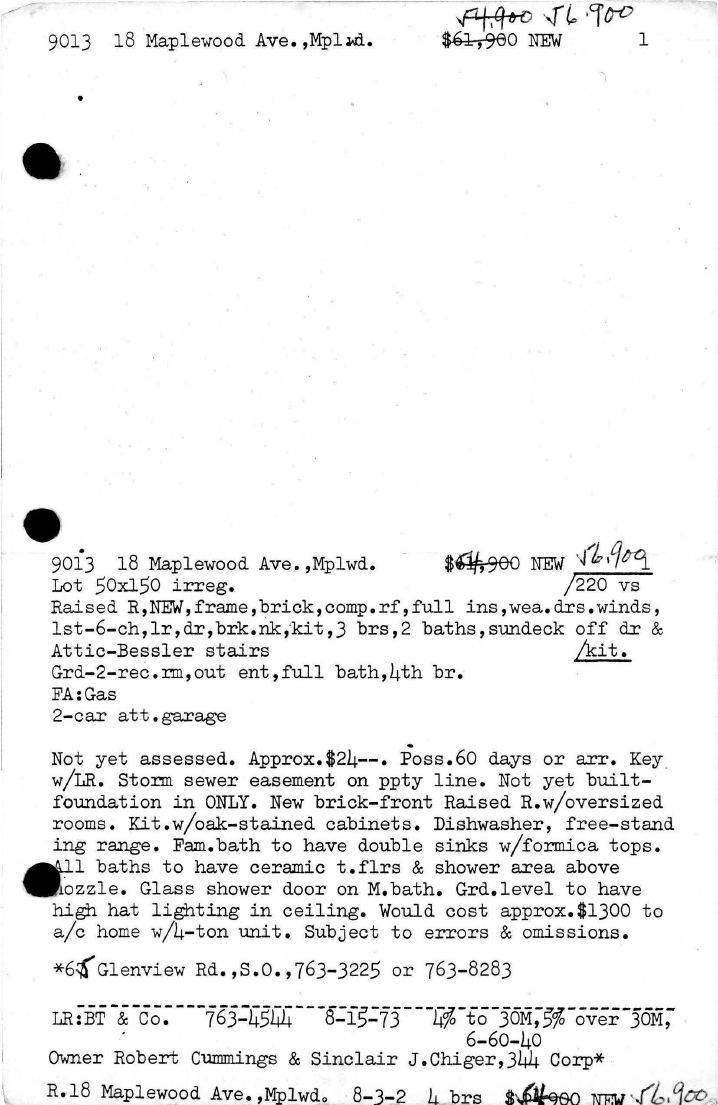 54,900 56.900
9013 18 Maplewood Ave.,Mplwd. $61,900 NEW 1
9013 18 Maplewood Ave.,Mplwd. $54,900 NEW 56.900
Lot 50x150 irreg. /220 vs
Raised R,NEW,frame,brick,comp.rf,full ins,wea.drs.winds,
1st-6-ch,lr,dr,brk.nk,kit,3 brs,2 baths,sundeck off dr &
Attic-Bessler stairs /kit.
Grd-2-rec.rm,out ent,full bath,4th br.
FA:Gas
2-car att.garage
Not yet assessed. Approx.$24--. Poss.60 days or arr. Key
w/LR. Storm sewer easement on ppty line. Not yet built-
foundation in ONLY. New brick-front Raised R.w/oversized
rooms. Kit.w/oak-stained cabinets. Dishwasher, free-stand
ing range. Fam.bath to have double sinks w/formica tops.
All baths to have ceramic t.flrs & shower area above
nozzle. Glass shower door on M.bath. Grd.level to have
high hat lighting in ceiling. Would cost approx.$1300 to
a/c home w/4-ton unit. Subject to errors & omissions.
*65 Glenview Rd.,S.O.,763-3225 or 763-8283
LR:BT & Co. 763-4544 8-15-73 4% to 30M,5% over 30M,
6-60-40
Owner Robert Cummings & Sinclair J.Chiger,344 Corp*
R.18 Maplewood Ave.,Mplwd. 8-3-2 4 brs $54900 NEW 56.900